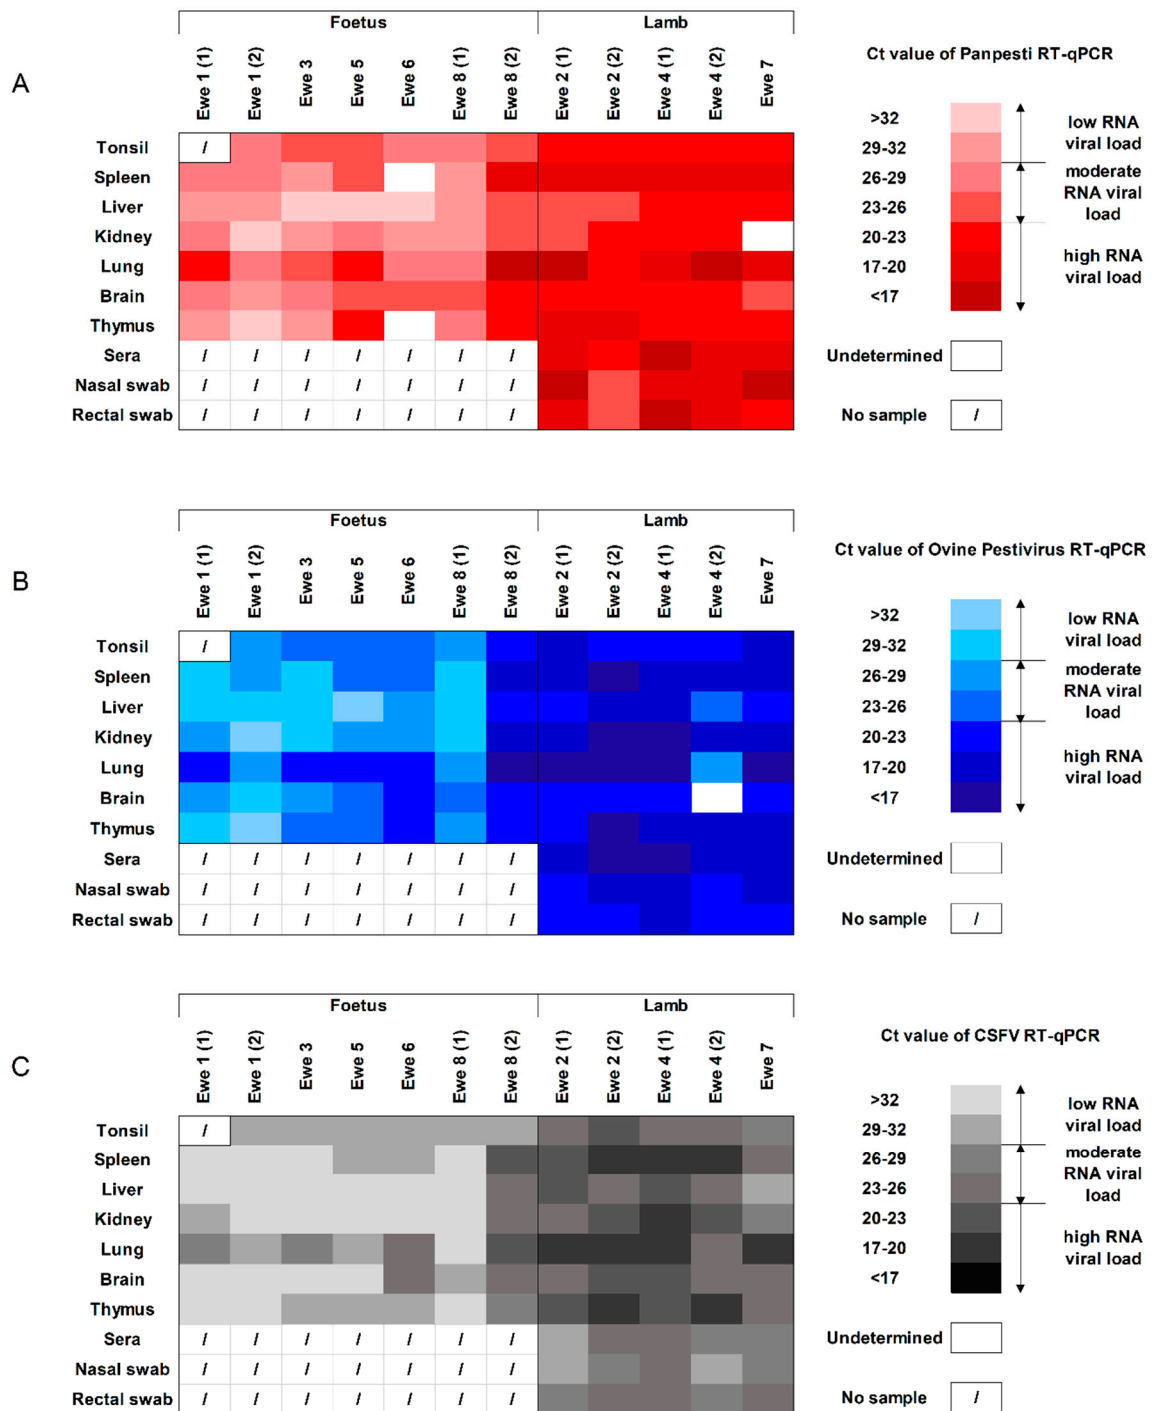 A
Foetus Lamb
Ewe 1 (1) Ewe 1 (2) Ewe 3 Ewe 5 Ewe 6 Ewe 8 (1) Ewe 8 (2) Ewe 2 (1) Ewe 2 (2) Ewe 4 (1) Ewe 4 (2) Ewe 7
Tonsil /
Spleen
Liver
Kidney
Lung
Brain
Thymus
Sera / / / / / / /
Nasal swab / / / / / / /
Rectal swab / / / / / / /
Ct value of Panpesti RT-qPCR
>32
29-32
26-29
23-26
20-23
17-20
<17
low RNA
viral load
moderate
RNA viral
load
high RNA
viral load
Undetermined
No sample /
B
Foetus Lamb
Ewe 1 (1) Ewe 1 (2) Ewe 3 Ewe 5 Ewe 6 Ewe 8 (1) Ewe 8 (2) Ewe 2 (1) Ewe 2 (2) Ewe 4 (1) Ewe 4 (2) Ewe 7
Tonsil /
Spleen
Liver
Kidney
Lung
Brain
Thymus
Sera / / / / / / /
Nasal swab / / / / / / /
Rectal swab / / / / / / /
Ct value of Ovine Pestivirus RT-qPCR
>32
29-32
26-29
23-26
20-23
17-20
<17
low RNA
viral load
moderate
RNA viral
load
high RNA
viral load
Undetermined
No sample /
C
Foetus Lamb
Ewe 1 (1) Ewe 1 (2) Ewe 3 Ewe 5 Ewe 6 Ewe 8 (1) Ewe 8 (2) Ewe 2 (1) Ewe 2 (2) Ewe 4 (1) Ewe 4 (2) Ewe 7
Tonsil /
Spleen
Liver
Kidney
Lung
Brain
Thymus
Sera / / / / / / /
Nasal swab / / / / / / /
Rectal swab / / / / / / /
Ct value of CSFV RT-qPCR
>32
29-32
26-29
23-26
20-23
17-20
<17
low RNA
viral load
moderate
RNA viral
load
high RNA
viral load
Undetermined
No sample /